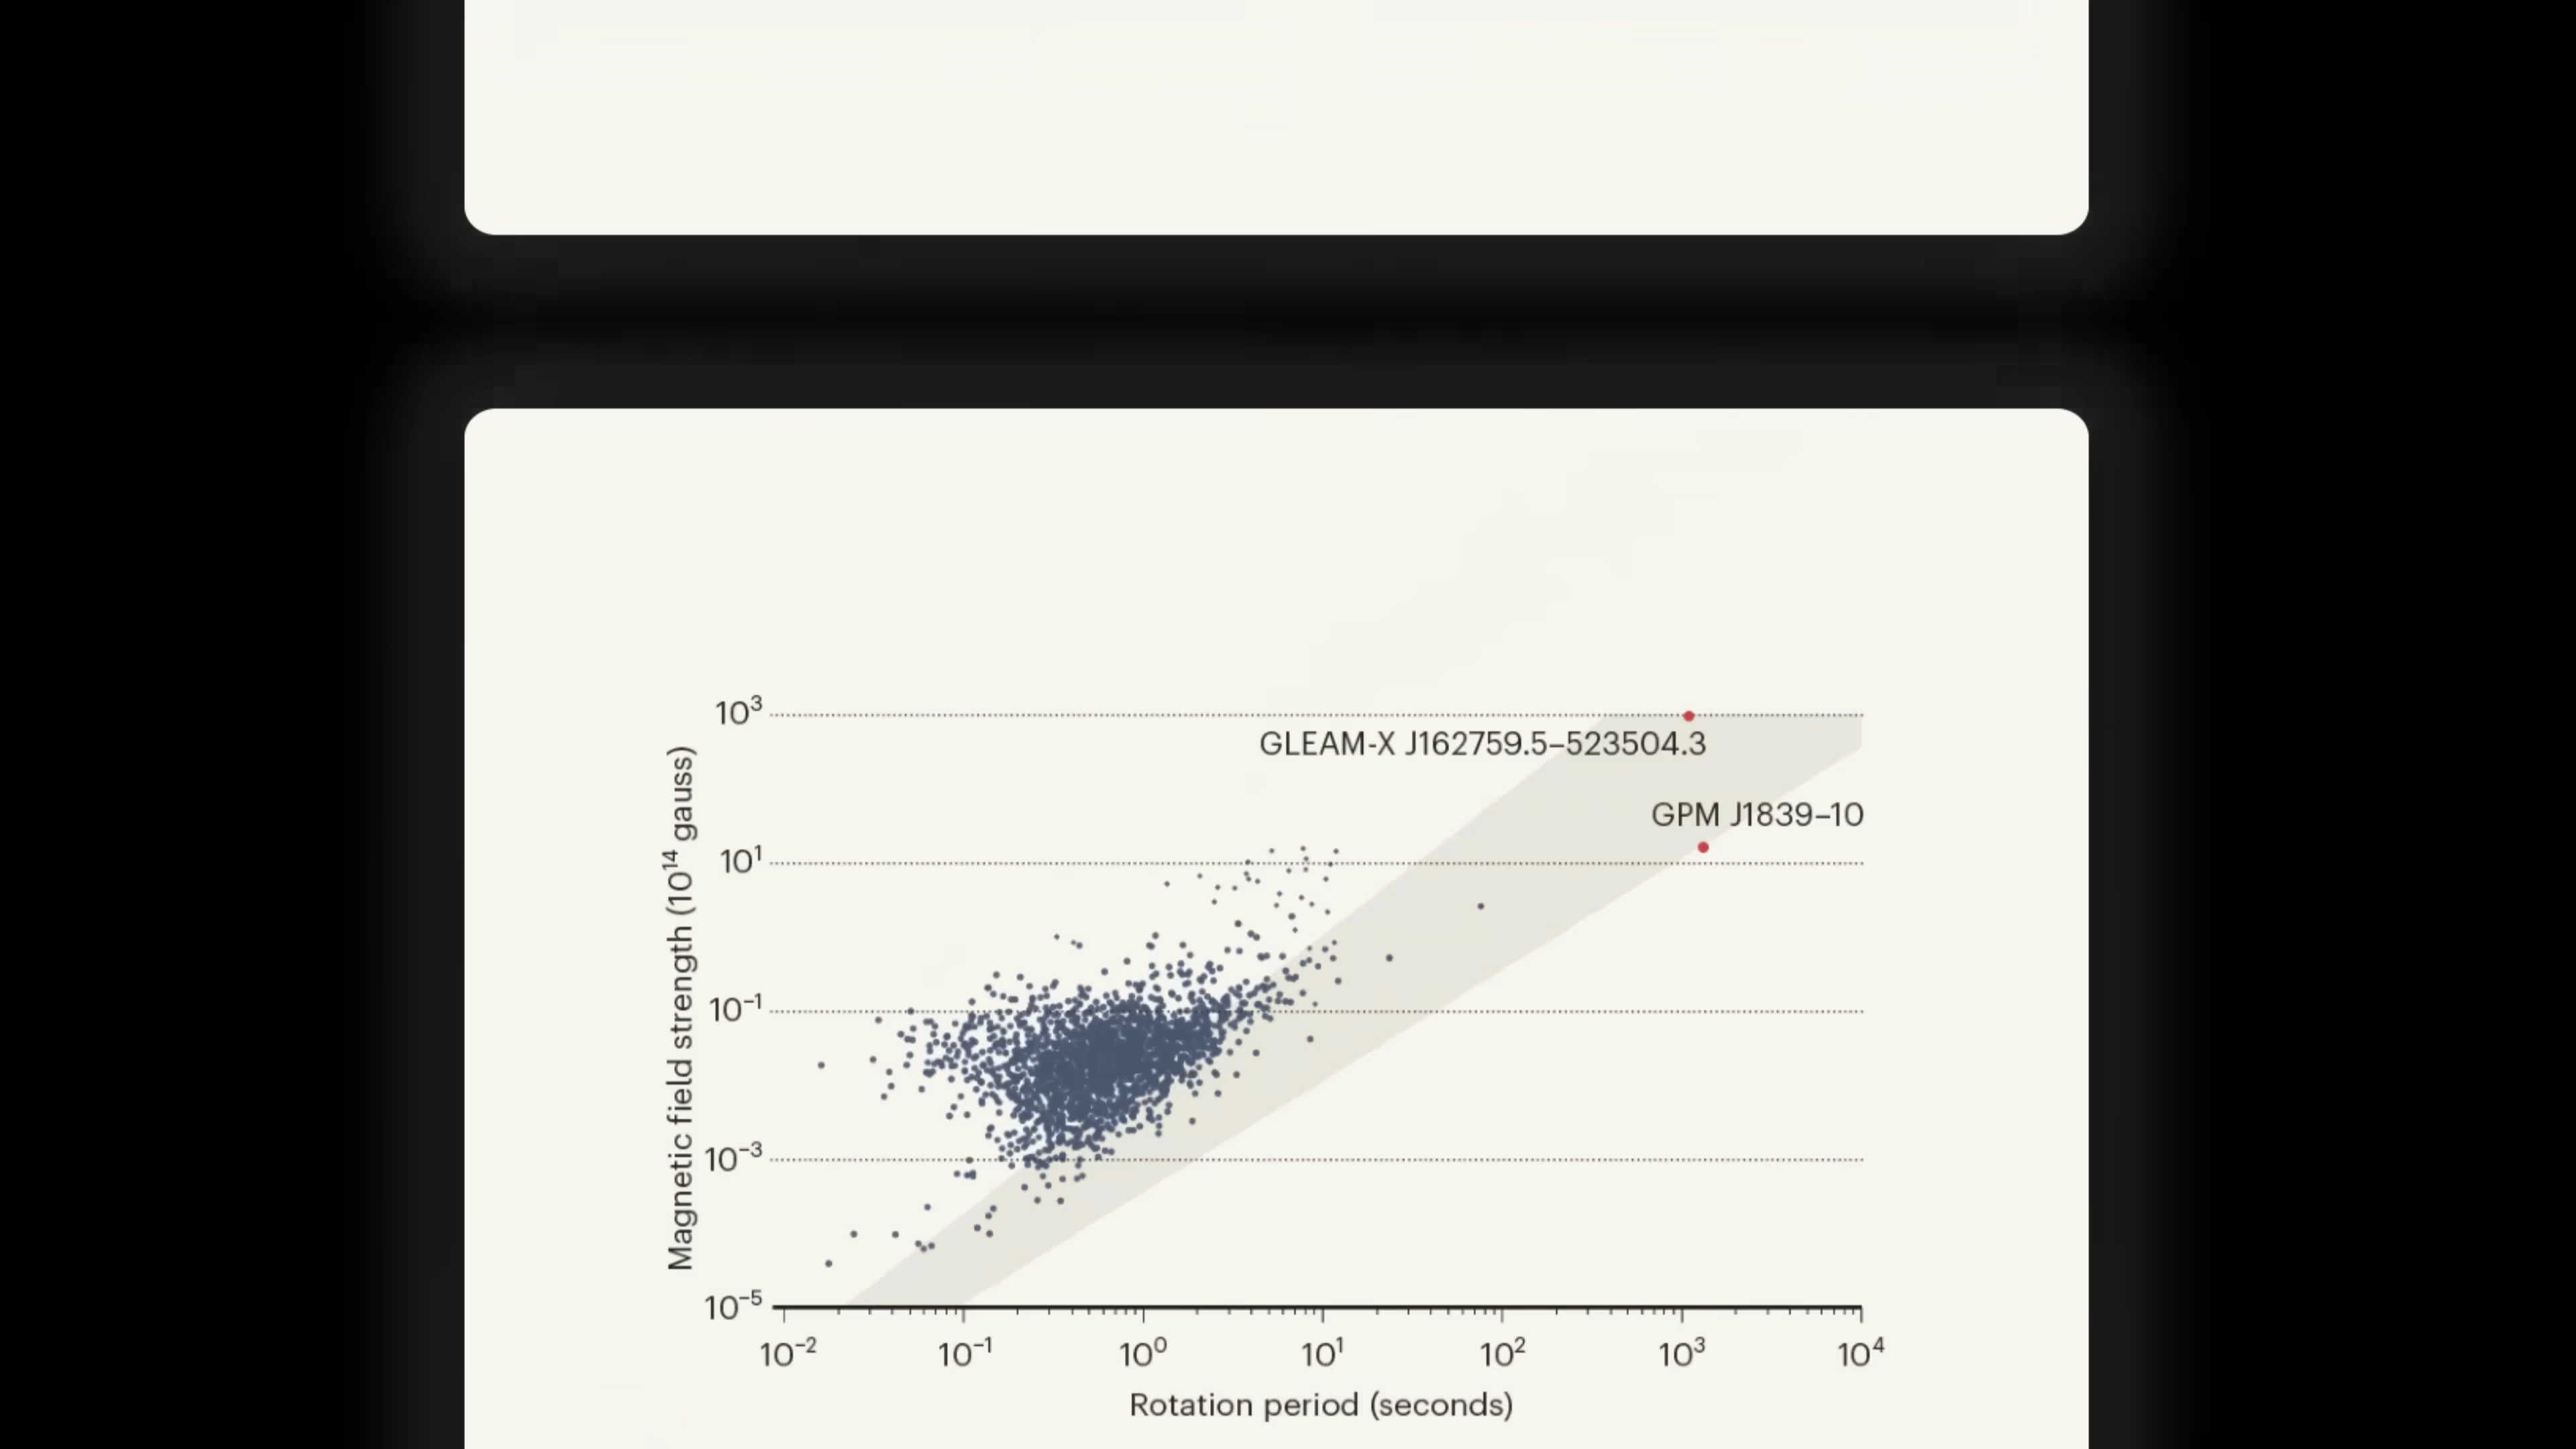 10³
GLEAM-X J162759.5–523504.3
GPM J1839–10
10¹
10⁻¹
10⁻³
10⁻⁵
Magnetic field strength (10¹⁴ gauss)
10⁻² 10⁻¹ 10⁰ 10¹ 10² 10³ 10⁴
Rotation period (seconds)